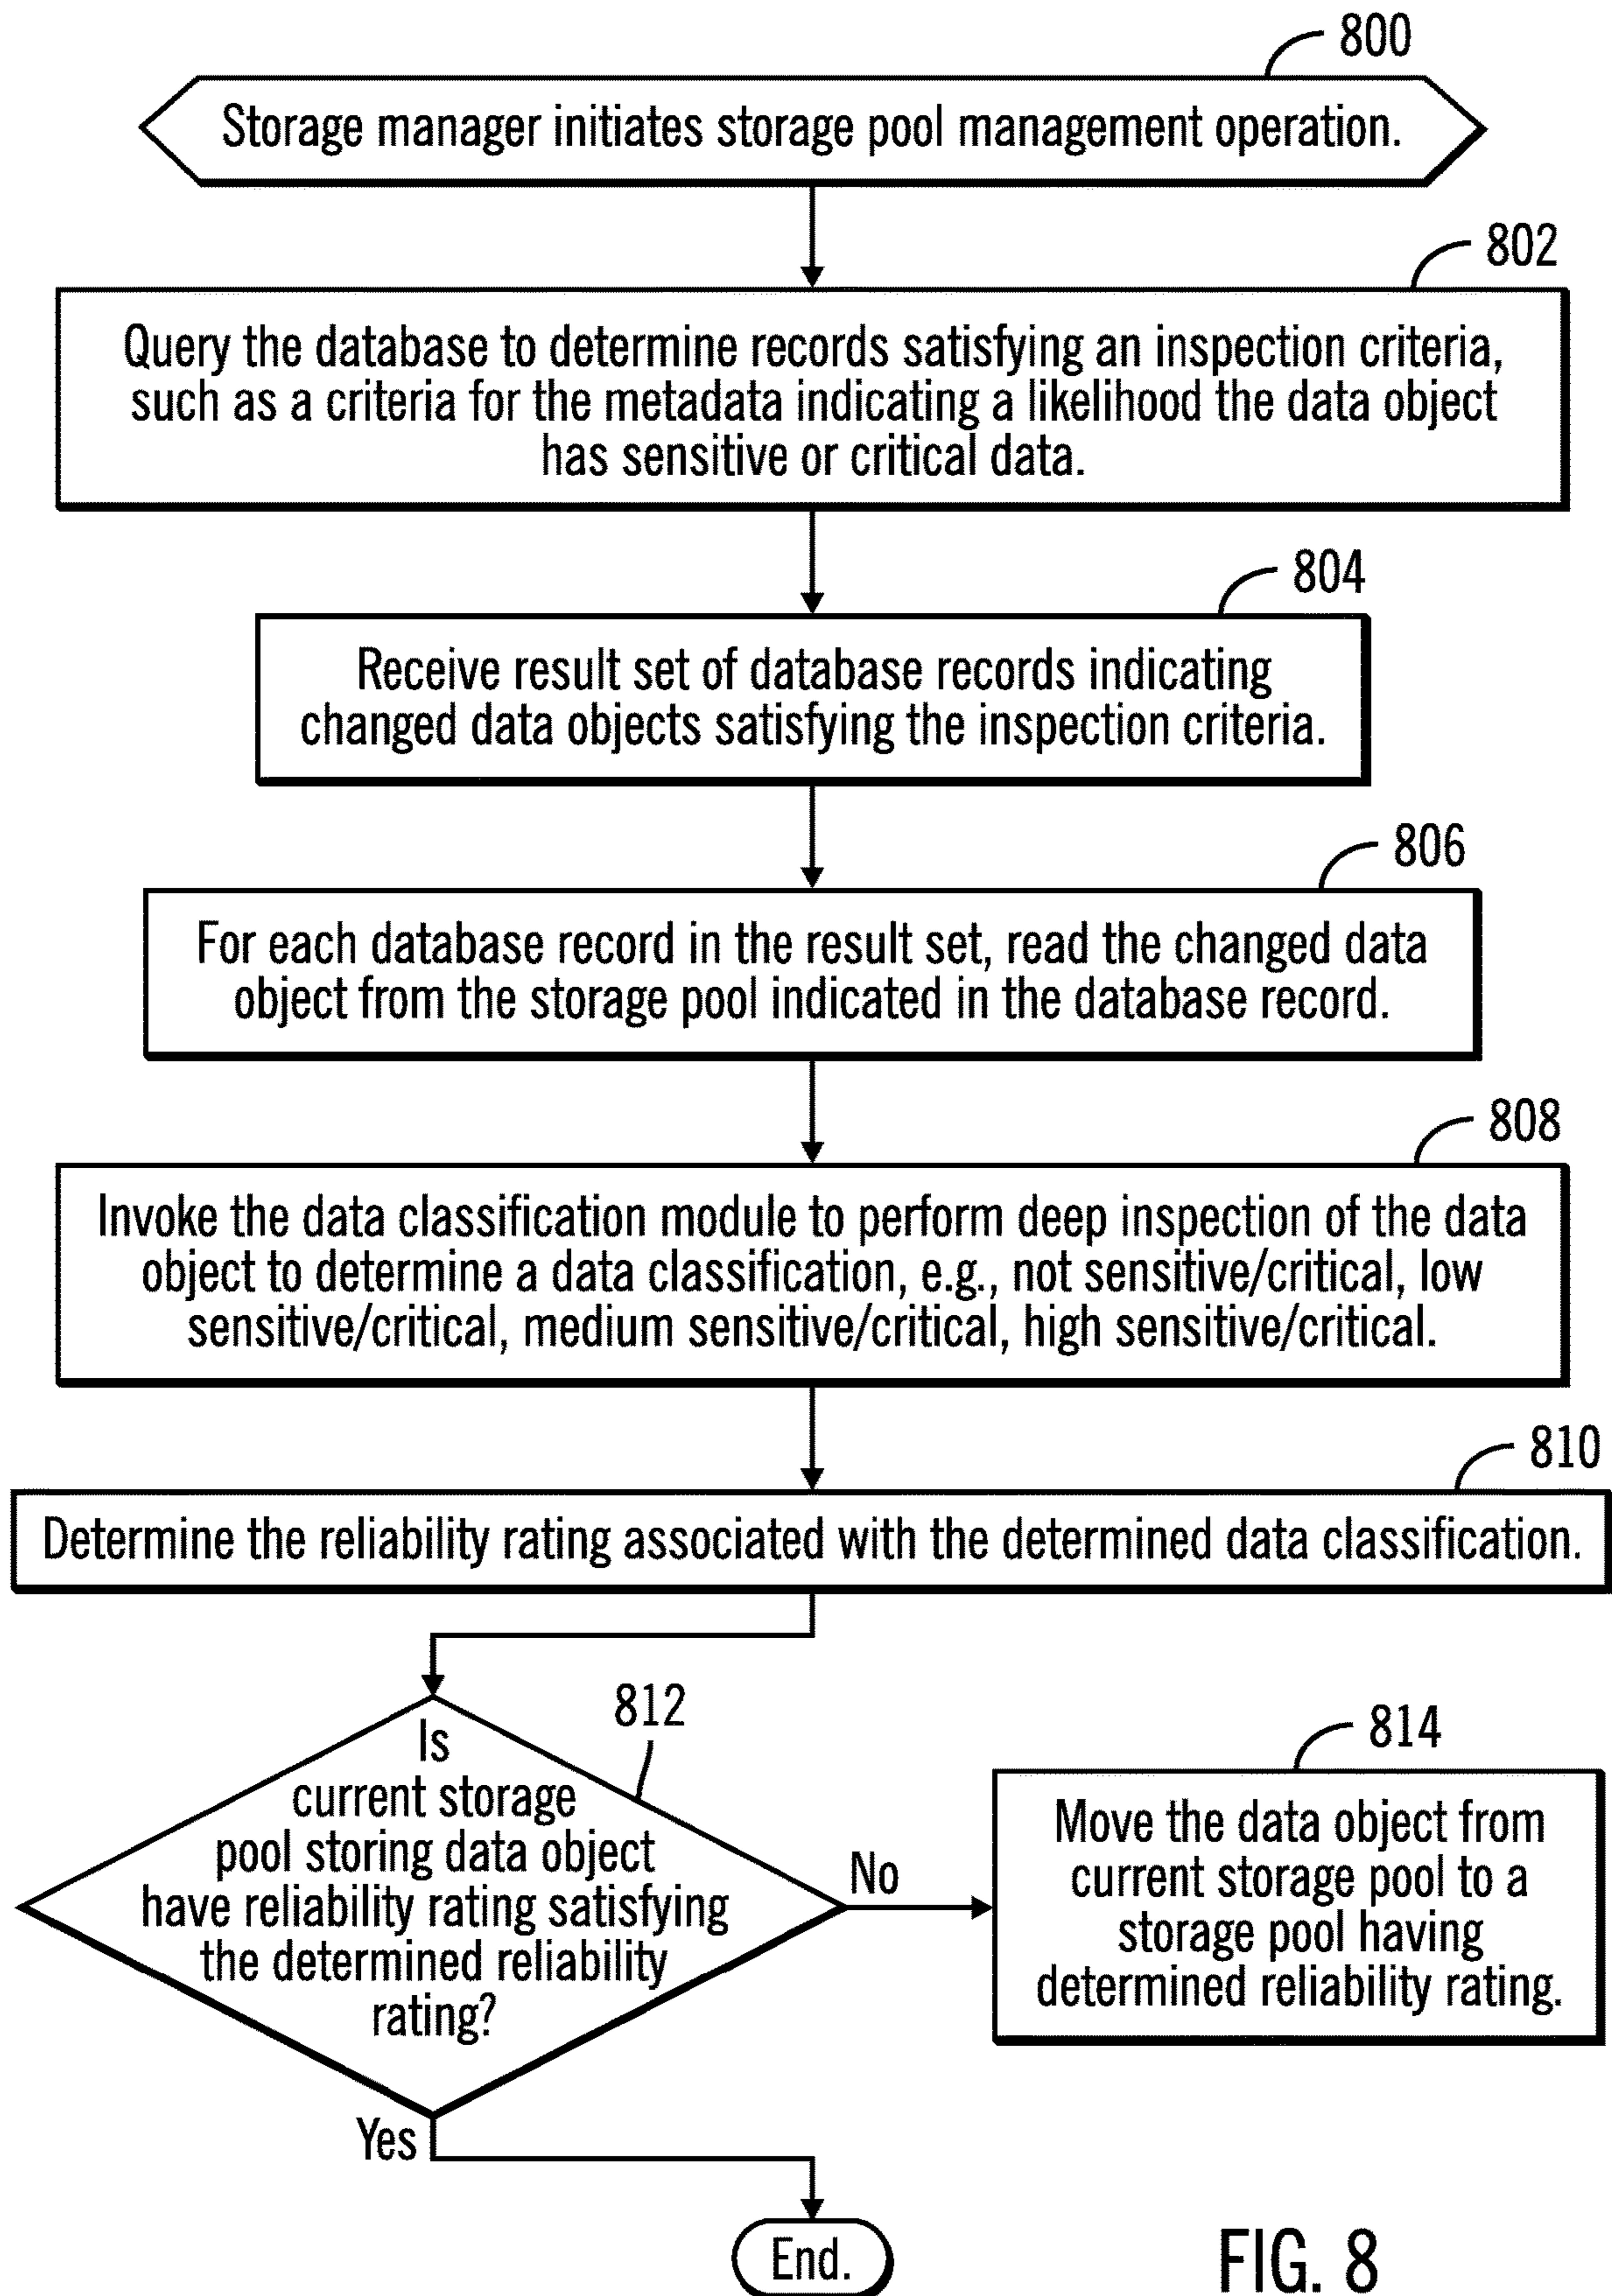 800
Storage manager initiates storage pool management operation.
802
Query the database to determine records satisfying an inspection criteria,
such as a criteria for the metadata indicating a likelihood the data object
has sensitive or critical data.
804
Receive result set of database records indicating
changed data objects satisfying the inspection criteria.
806
For each database record in the result set, read the changed data
object from the storage pool indicated in the database record.
808
Invoke the data classification module to perform deep inspection of the data
object to determine a data classification, e.g., not sensitive/critical, low
sensitive/critical, medium sensitive/critical, high sensitive/critical.
810
Determine the reliability rating associated with the determined data classification.
812
Is
current storage
pool storing data object
have reliability rating satisfying
the determined reliability
rating?
No
814
Move the data object from
current storage pool to a
storage pool having
determined reliability rating.
Yes
End.
FIG. 8